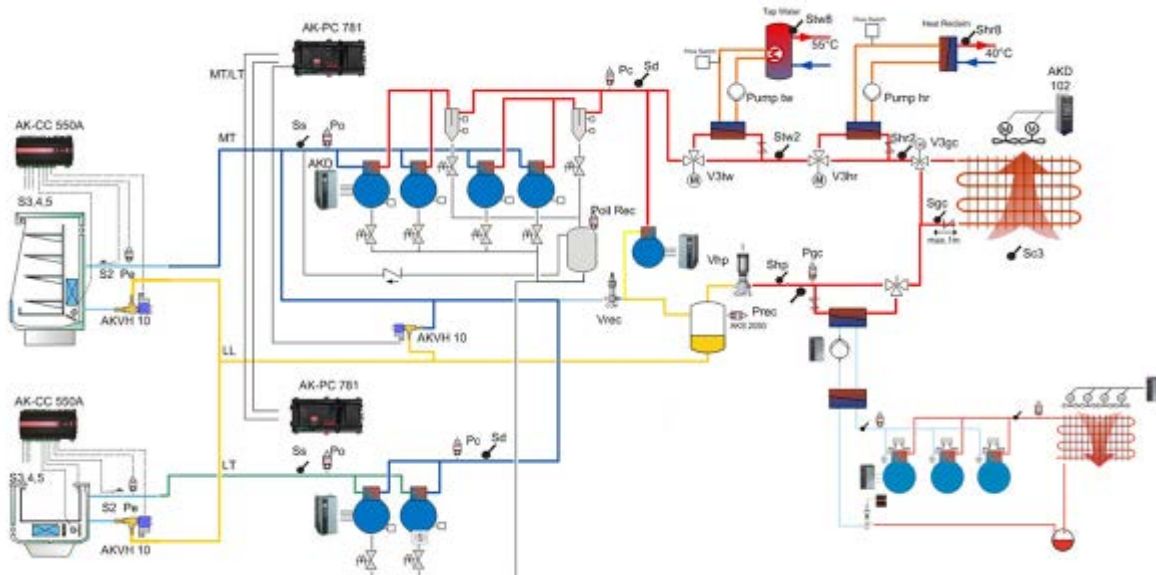 AK-PC 781
Tap Water
Stw8
Heat Reclaim
Shr8
Flow Switch
55°C
Flow Switch
40°C
AKD
102
MT/LT
Pc
Sd
Pump tw
Pump hr
M
M
AK-CC 550A
Ss
Po
MT
Stw2
Shr2
V3gc
M
AKD
V3tw
V3hr
M
M
S3,4,5
Sgc
Poil Rec
max. 1m
Sc3
Vhp
Shp
Pgc
S2
Pe
Vrec
Prec
AKS 2050
AKVH 10
AKVH 10
LL
AK-PC 781
AK-CC 550A
Pc
Sd
Ss
Po
LT
S3,4,5
S2
Pe
AKVH 10